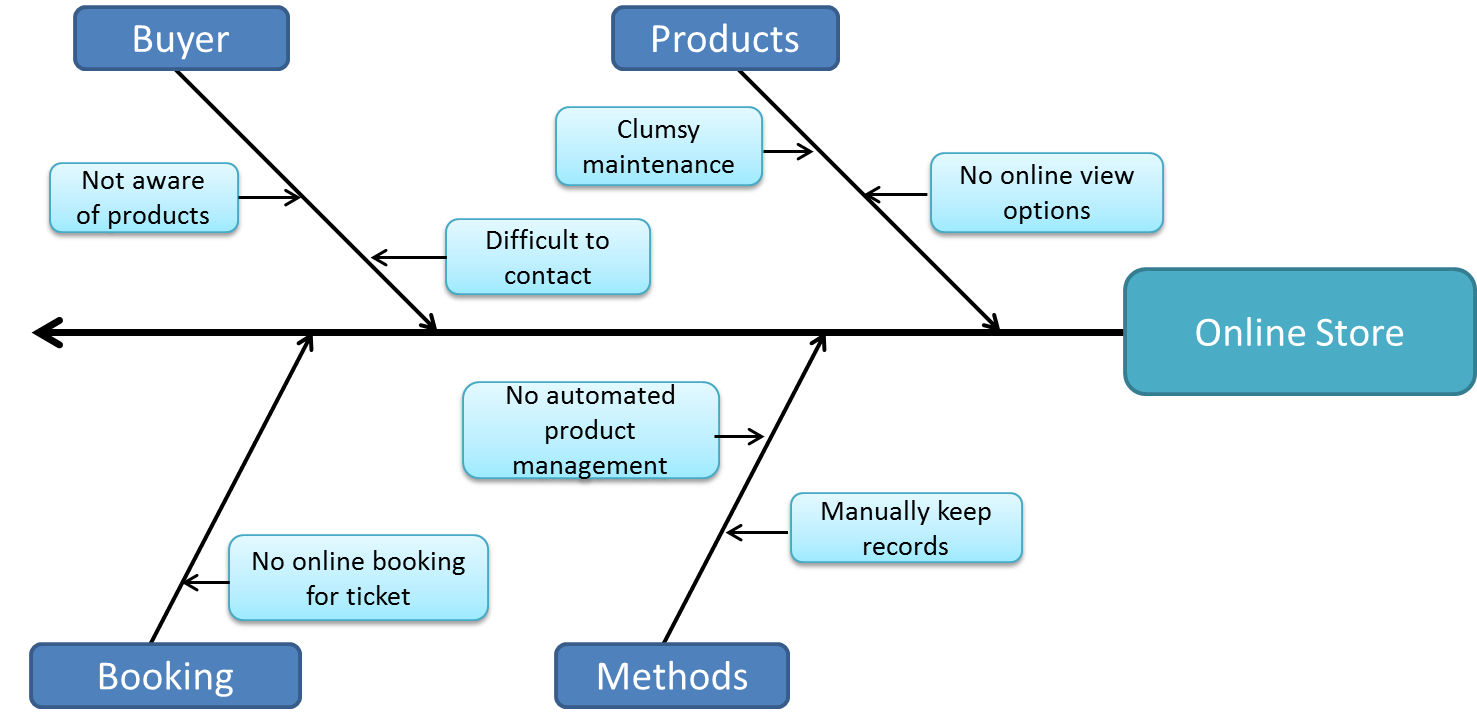 Buyer
Products
Clumsy
maintenance
No online view
options
Not aware
of products
Difficult to
contact
Online Store
No automated
product
management
Manually keep
records
No online booking
for ticket
Booking
Methods